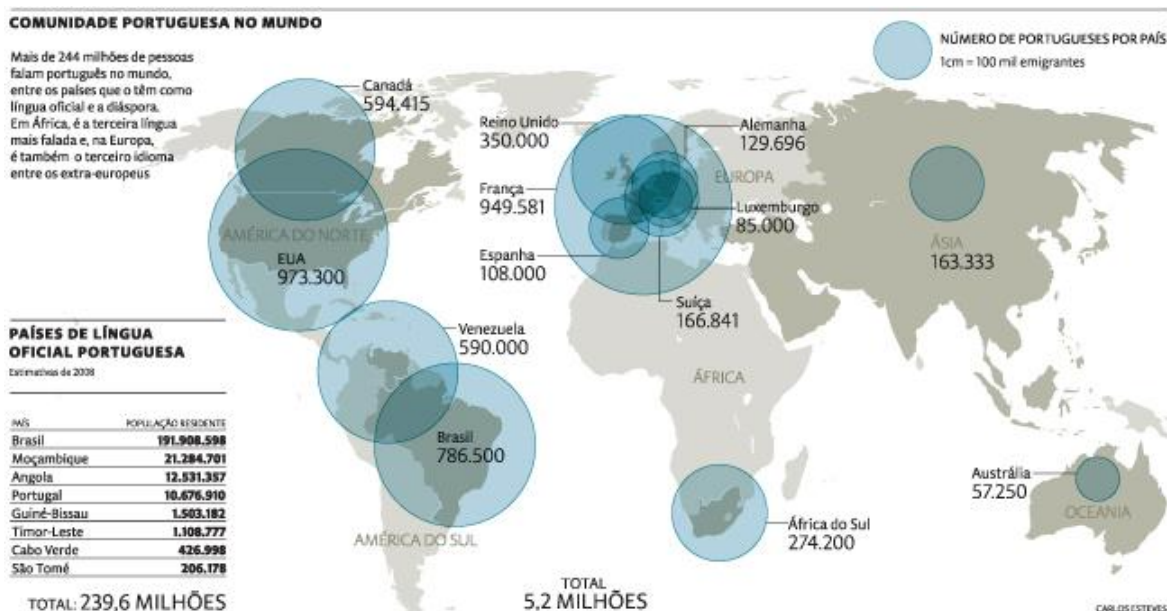 COMUNIDADE PORTUGUESA NO MUNDO
Mais de 244 milhões de pessoas
falam português no mundo,
entre os países que o têm como
língua oficial e a diáspora.
Em África, é a terceira língua
mais falada e, na Europa,
é também o terceiro idioma
entre os extra-europeus
NÚMERO DE PORTUGUESES POR PAÍS
1cm = 100 mil emigrantes
Canadá
594.415
Reino Unido
350.000
Alemanha
129.696
EUROPA
França
949.581
Luxemburgo
85.000
AMÉRICA DO NORTE
EUA
973.300
Espanha
108.000
ÁSIA
163.333
Suíça
166.841
Venezuela
590.000
ÁFRICA
Brasil
786.500
Austrália
57.250
OCEANIA
África do Sul
274.200
AMÉRICA DO SUL
TOTAL
5,2 MILHÕES
PAÍSES DE LÍNGUA
OFICIAL PORTUGUESA
Estimativas de 2008
PAÍS POPULAÇÃO RESIDENTE
Brasil 191.908.598
Moçambique 21.284.701
Angola 12.531.357
Portugal 10.676.910
Guiné-Bissau 1.503.182
Timor-Leste 1.108.777
Cabo Verde 426.998
São Tomé 206.178
TOTAL: 239,6 MILHÕES
CARLOS ESTEVES